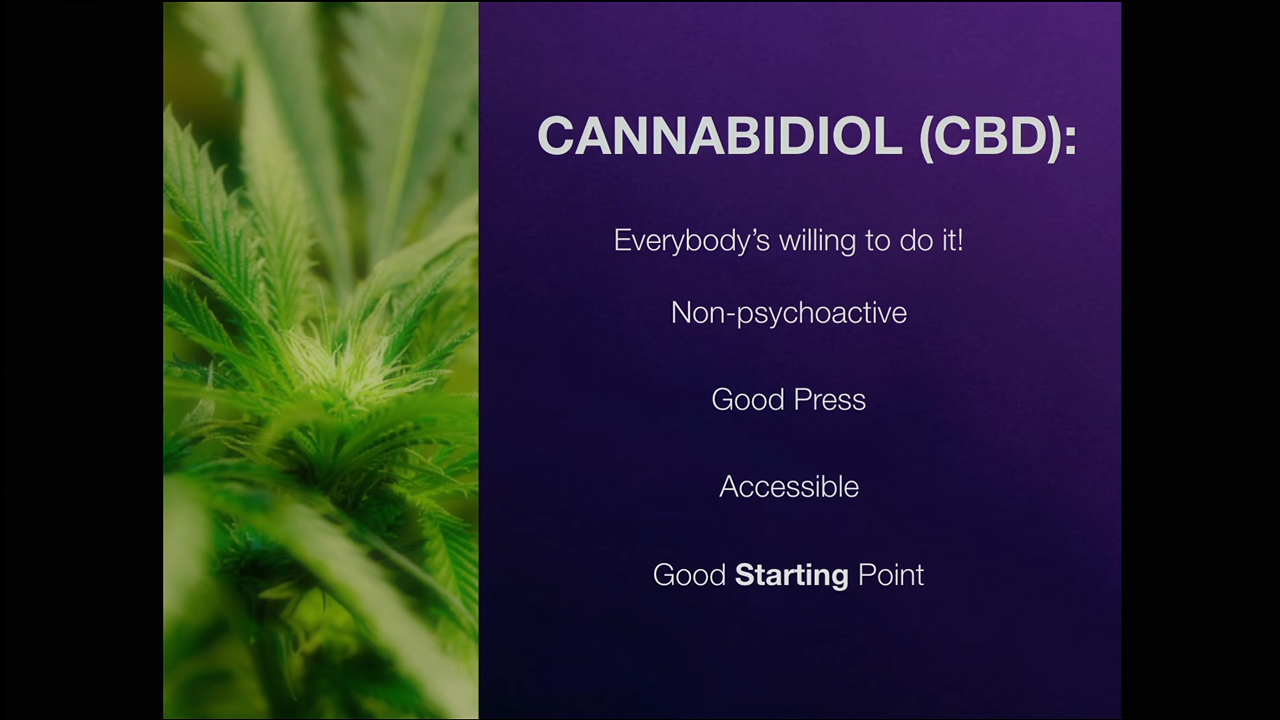 CANNABIDIOL (CBD):
Everybody’s willing to do it!
Non-psychoactive
Good Press
Accessible
Good Starting Point